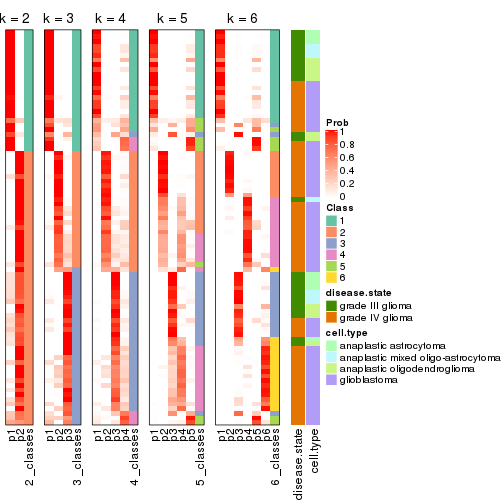 k = 2
k = 3
k = 4
k = 5
k = 6
p1
p2
2_classes
p1
p2
p3
3_classes
p1
p2
p3
p4
4_classes
p1
p2
p3
p4
p5
5_classes
p1
p2
p3
p4
p5
p6
6_classes
disease.state
cell.type
Prob
1
0.8
0.6
0.4
0.2
0
Class
1
2
3
4
5
6
disease.state
grade III glioma
grade IV glioma
cell.type
anaplastic astrocytoma
anaplastic mixed oligo-astrocytoma
anaplastic oligodendroglioma
glioblastoma